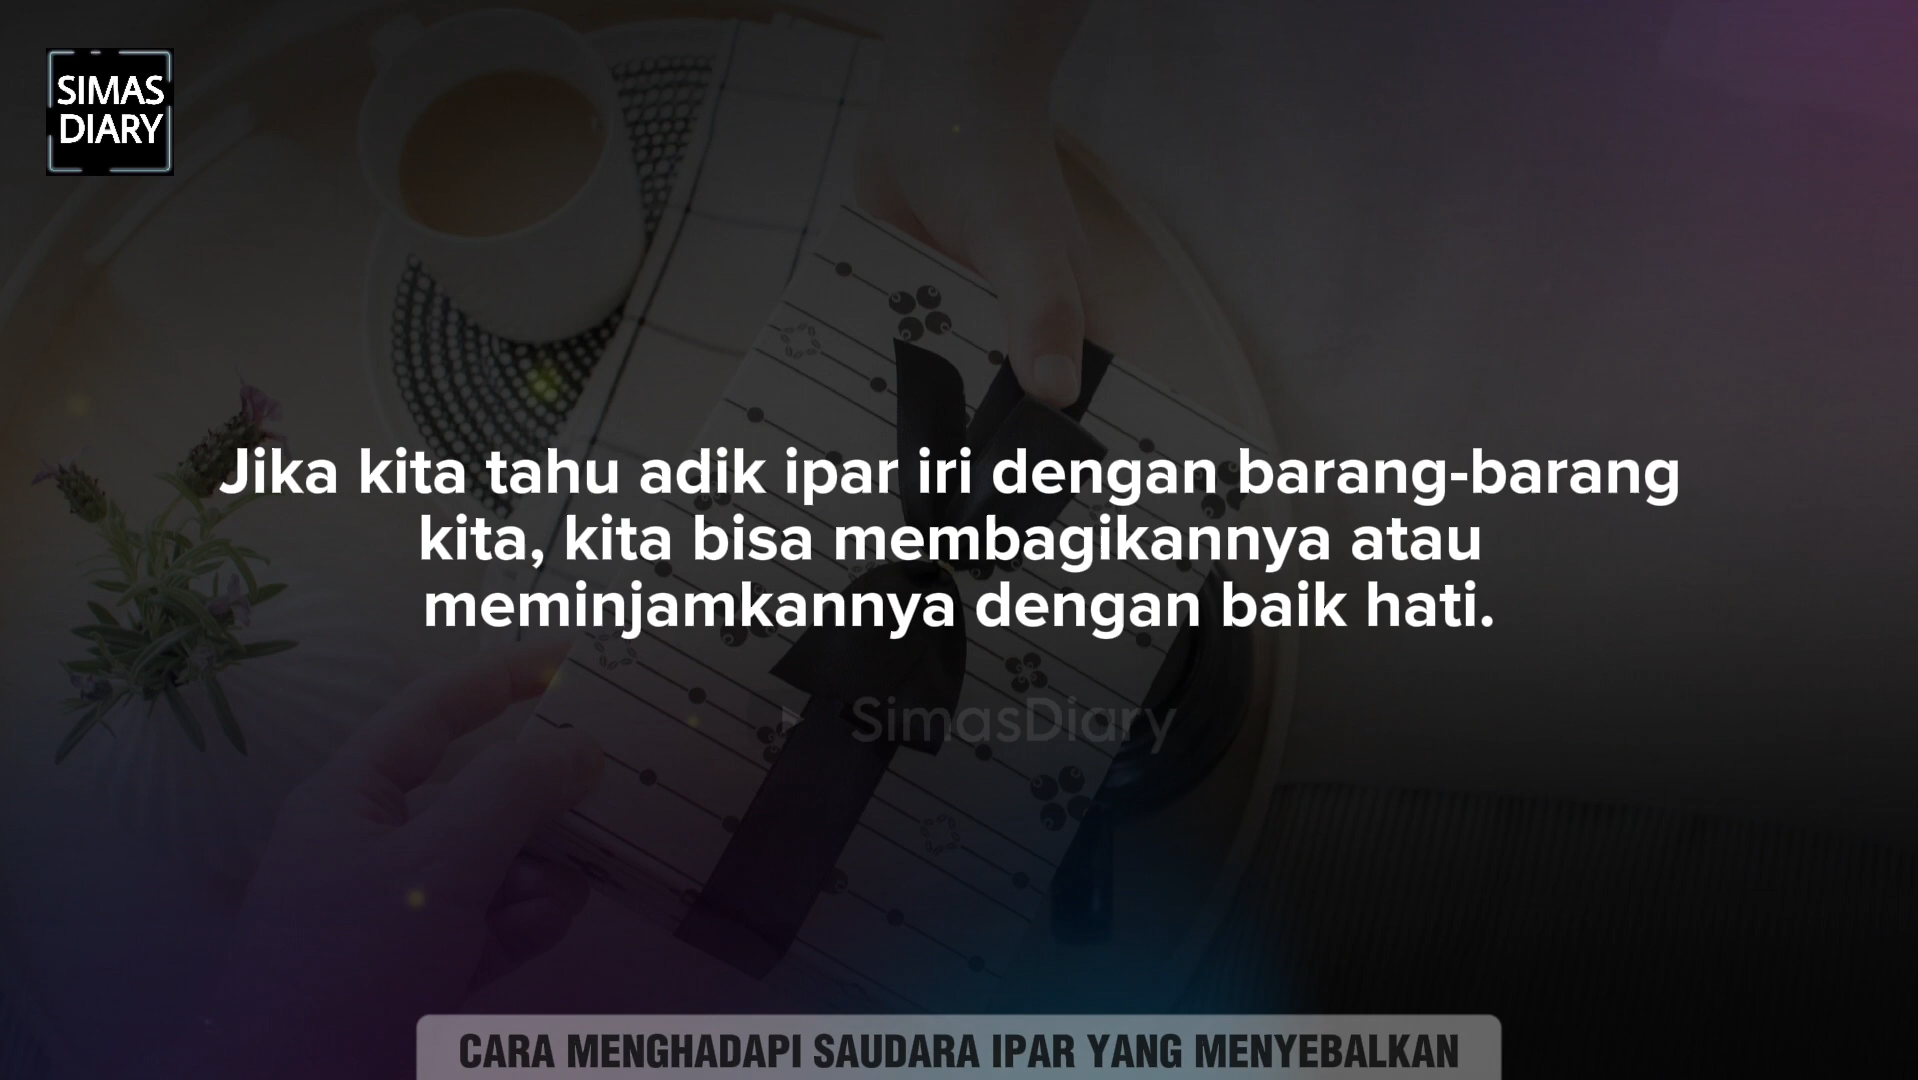 SIMAS
DIARY
Jika kita tahu adik ipar iri dengan barang-barang
kita, kita bisa membagikannya atau
meminjamkannya dengan baik hati.
SimasDiary
CARA MENGHADAPI SAUDARA IPAR YANG MENYEBALKAN